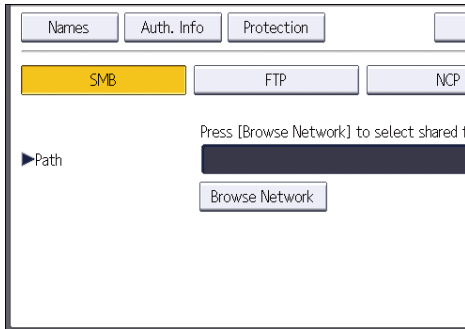 Names Auth. Info Protection
SMB FTP NCP
Press [Browse Network] to select shared
▶Path
Browse Network